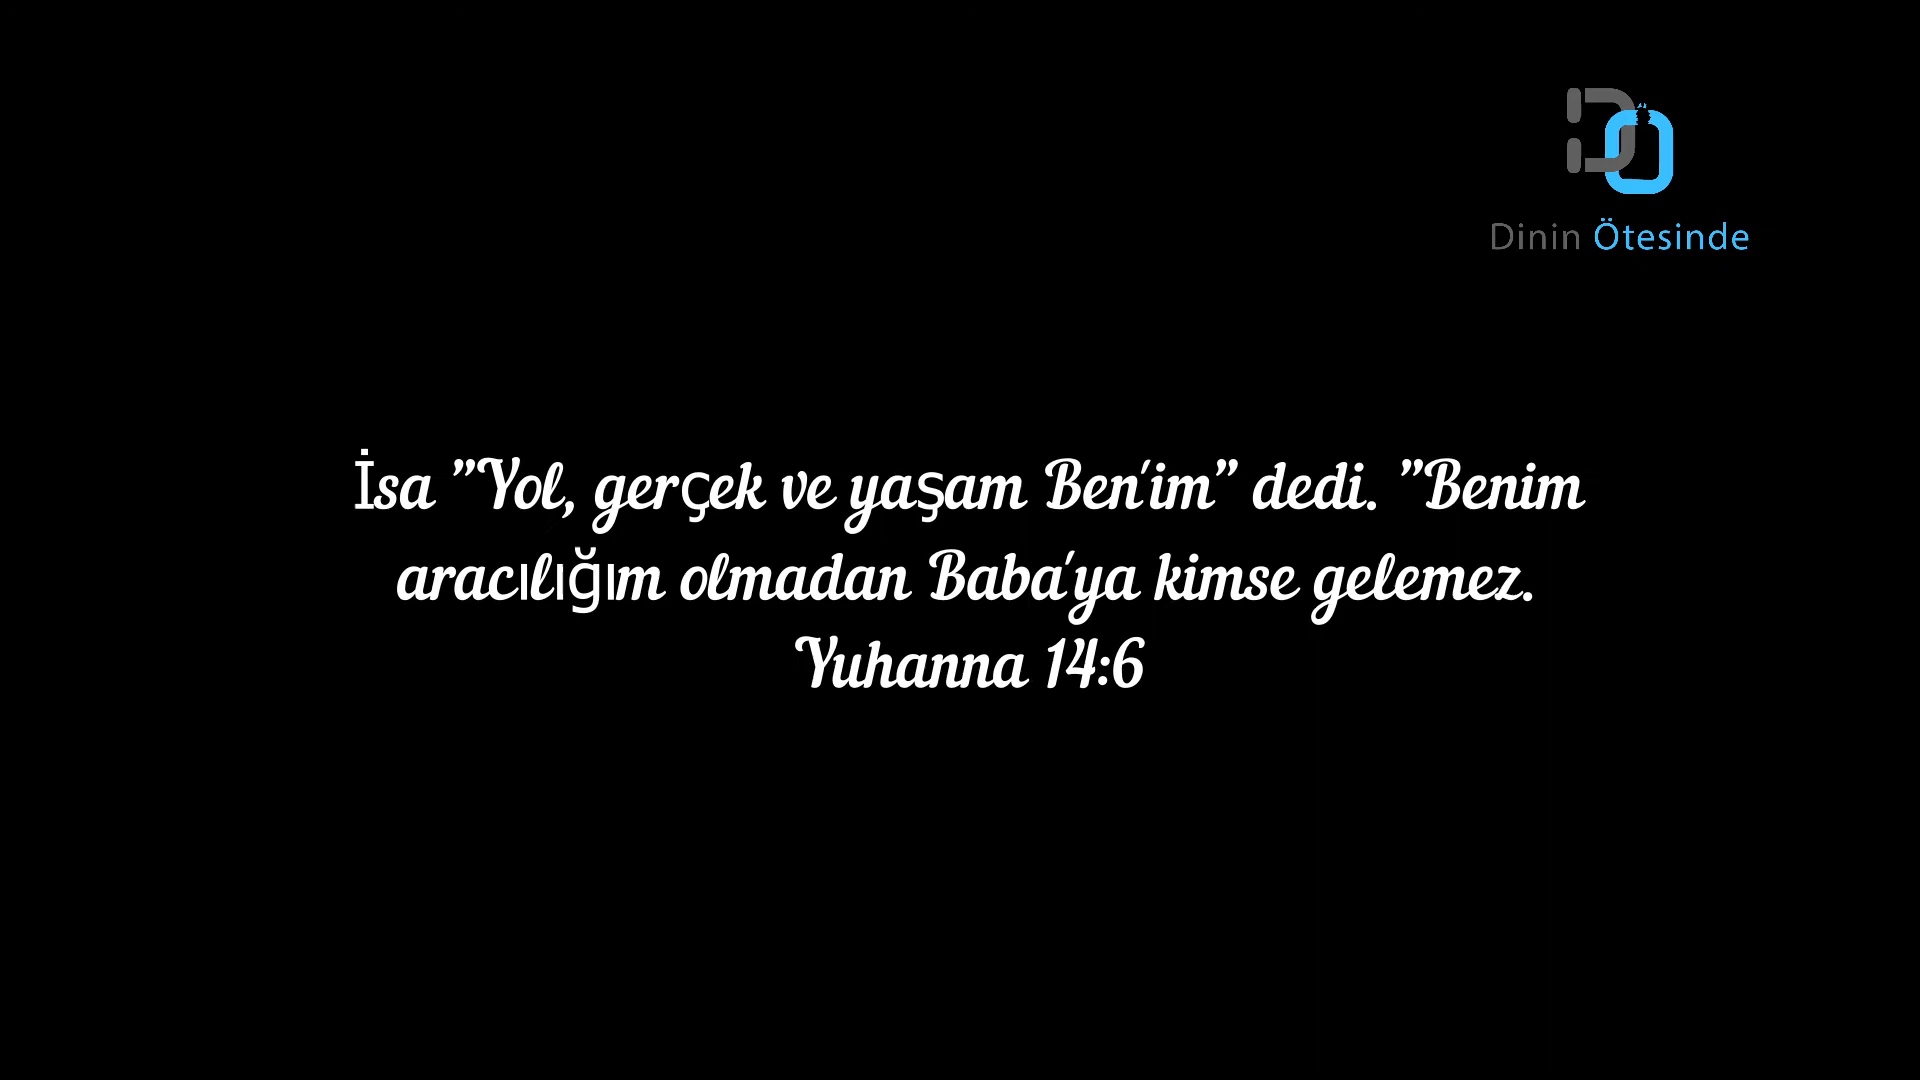 Dinin Ötesinde
İsa "Yol, gerçek ve yaşam Ben'im" dedi. "Benim
aracılığım olmadan Baba'ya kimse gelemez.
Yuhanna 14:6